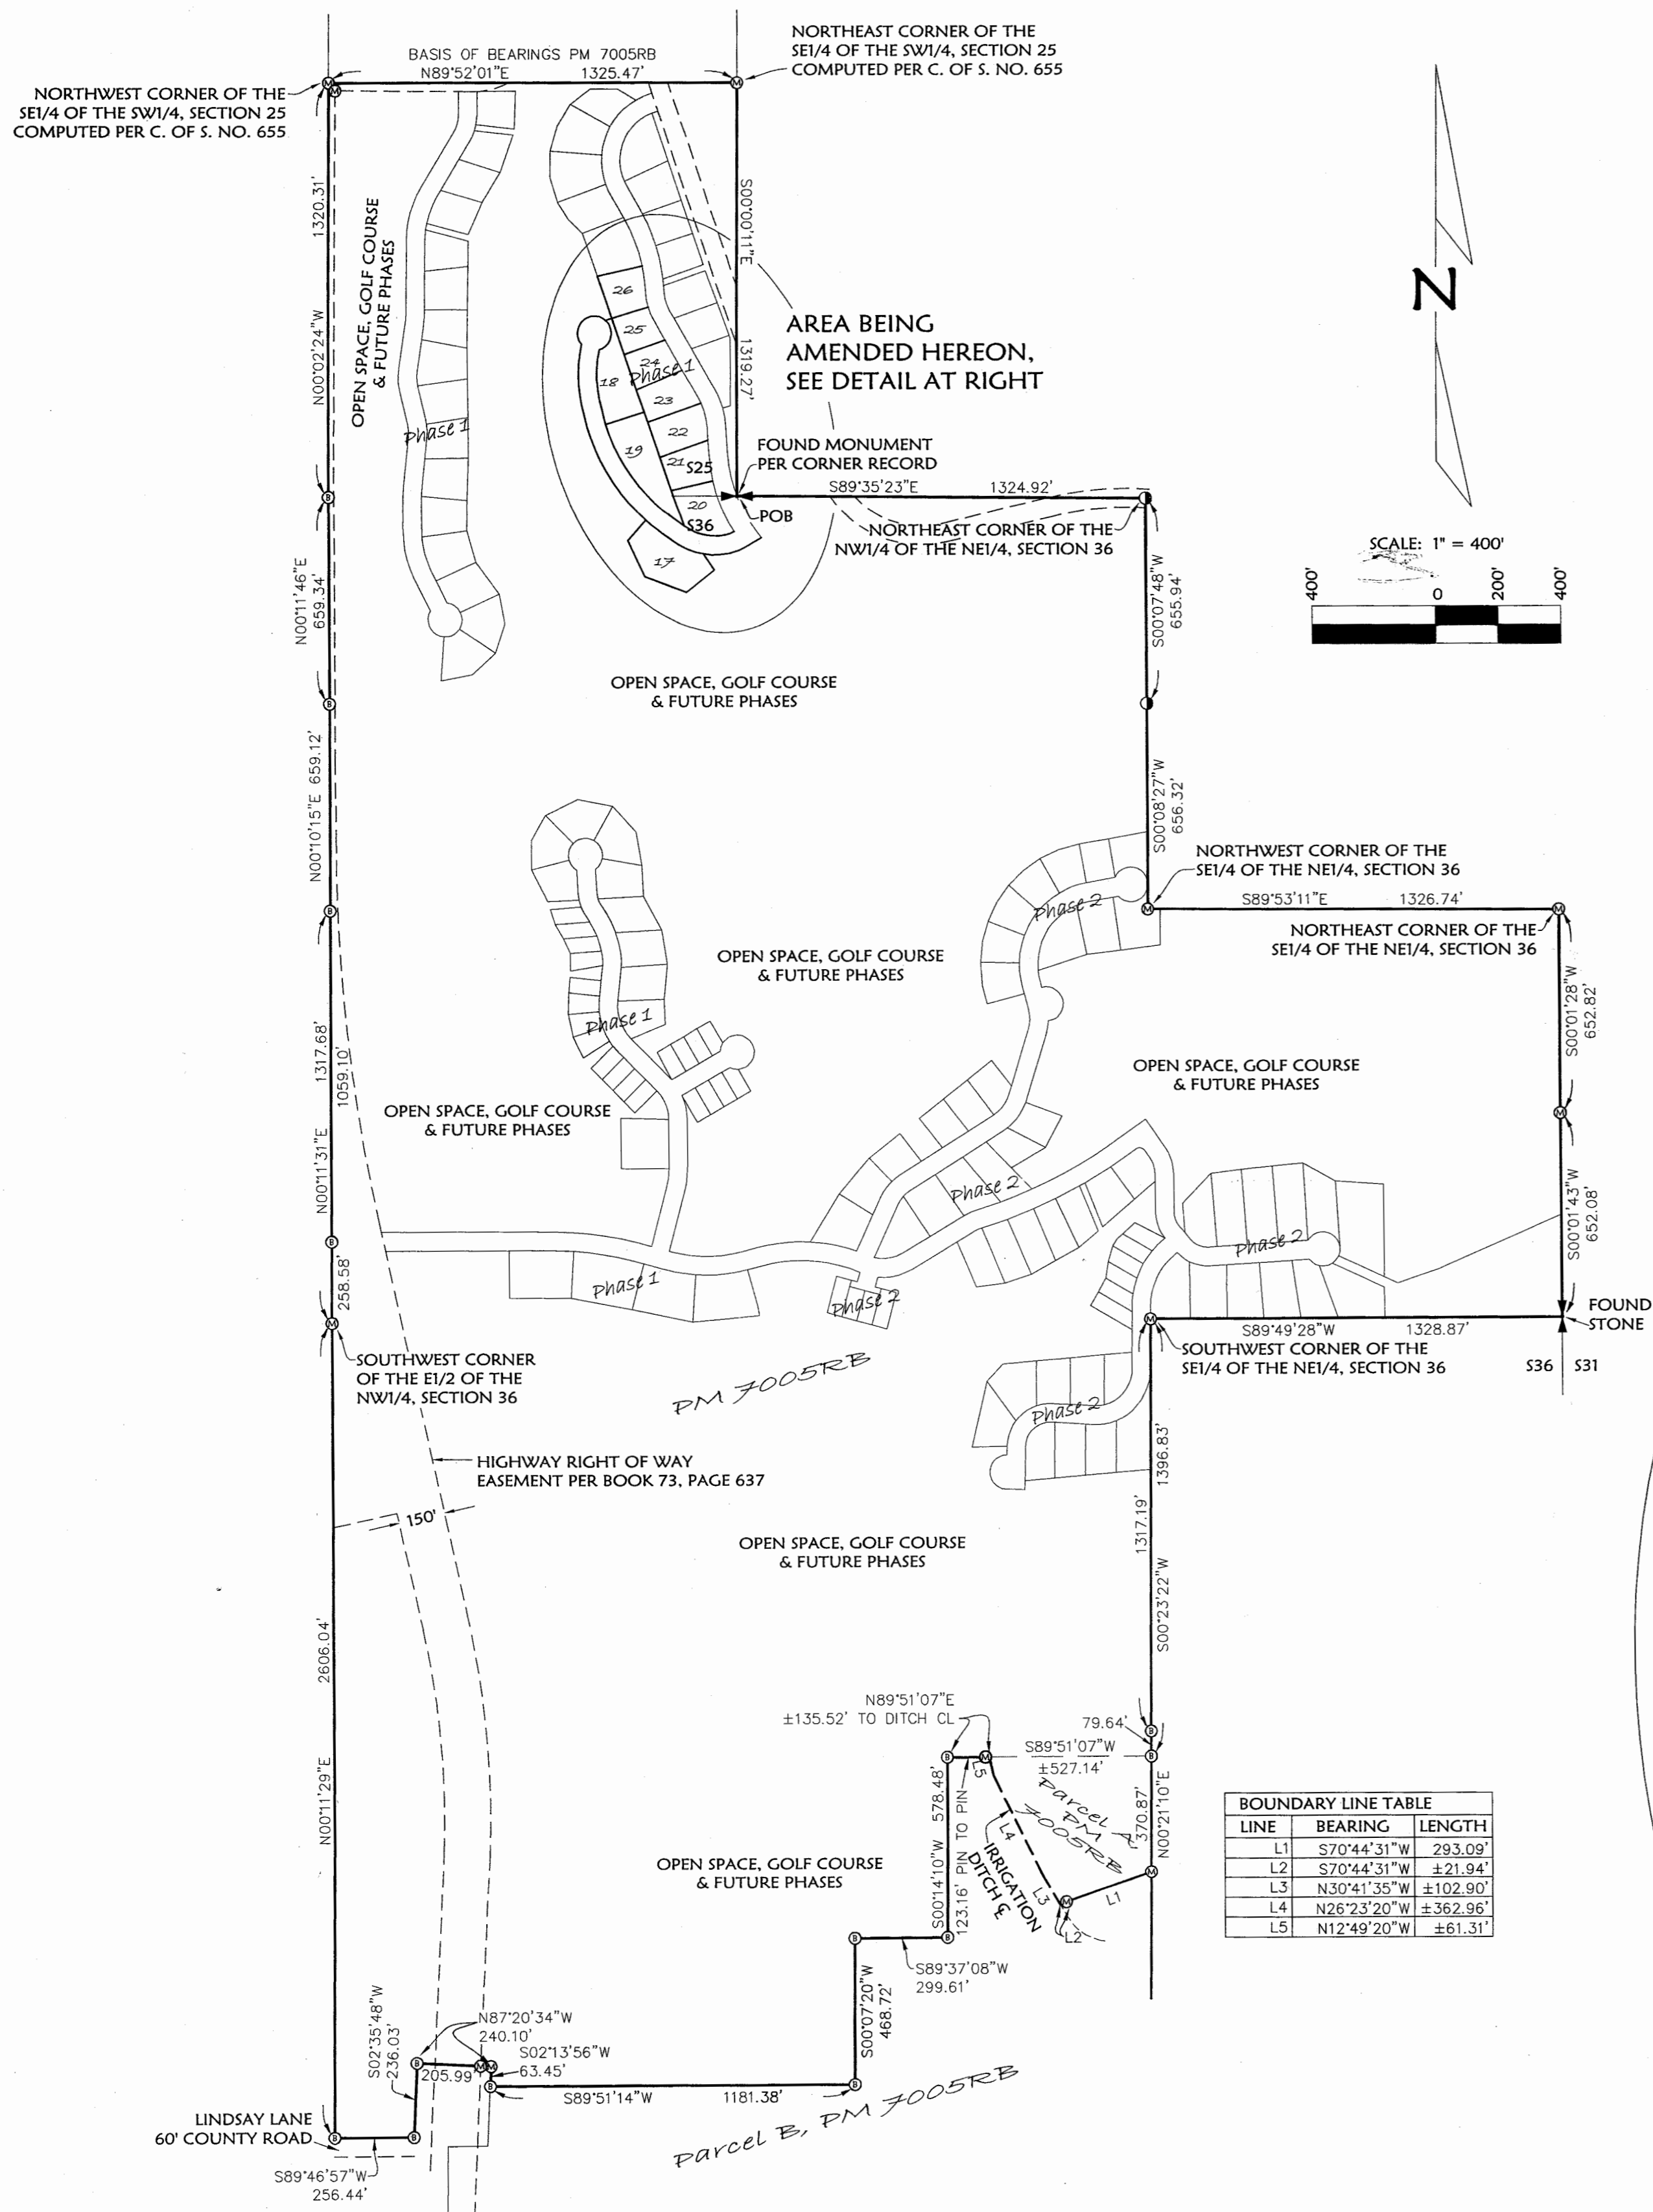 BASIS OF BEARINGS PM 7005RB
N89°52'01"E 1325.47'
NORTHEAST CORNER OF THE
SE1/4 OF THE SW1/4, SECTION 25
COMPUTED PER C. OF S. NO. 655
NORTHWEST CORNER OF THE
SE1/4 OF THE SW1/4, SECTION 25
COMPUTED PER C. OF S. NO. 655
M
M
M
1320.31'
N00°02'24"W
OPEN SPACE, GOLF COURSE
& FUTURE PHASES
S00°00'11"E
1319.27'
N
AREA BEING
AMENDED HEREON,
SEE DETAIL AT RIGHT
26
25
24
Phase 1
18
23
22
19
21
S25
20
S36
17
Phase 1
FOUND MONUMENT
PER CORNER RECORD
S89°35'23"E 1324.92'
POB
NORTHEAST CORNER OF THE
NW1/4 OF THE NE1/4, SECTION 36
SCALE: 1" = 400'
400' 0 200' 400'
B
N00°11'46"E
659.34'
S00°07'48"W
655.94'
OPEN SPACE, GOLF COURSE
& FUTURE PHASES
B
N00°10'15"E 659.12'
S00°08'27"W
656.32'
NORTHWEST CORNER OF THE
SE1/4 OF THE NE1/4, SECTION 36
Phase 2
B
M
S89°53'11"E 1326.74'
M
NORTHEAST CORNER OF THE
SE1/4 OF THE NE1/4, SECTION 36
OPEN SPACE, GOLF COURSE
& FUTURE PHASES
S00°01'28"W
652.82'
Phase 1
1317.68'
1059.10'
N00°11'31"E
OPEN SPACE, GOLF COURSE
& FUTURE PHASES
OPEN SPACE, GOLF COURSE
& FUTURE PHASES
M
Phase 2
S00°01'43"W
652.08'
B
258.58'
Phase 1
Phase 2
Phase 2
M
M
S89°49'28"W 1328.87'
FOUND
STONE
SOUTHWEST CORNER
OF THE E1/2 OF THE
NW1/4, SECTION 36
SOUTHWEST CORNER OF THE
SE1/4 OF THE NE1/4, SECTION 36
S36 S31
PM 7005RB
Phase 2
HIGHWAY RIGHT OF WAY
EASEMENT PER BOOK 73, PAGE 637
150'
1396.83'
1317.19'
S00°23'22"W
OPEN SPACE, GOLF COURSE
& FUTURE PHASES
2606.04'
N00°11'29"E
N89°51'07"E
±135.52' TO DITCH CL
79.64'
B
B
M
B
S89°51'07"W
±527.14'
L5
Parcel A,
PM
7005RB
S00°14'10"W 578.48'
123.16' PIN TO PIN
L4
IRRIGATION
DITCH ℄
L3
370.87'
N00°21'10"E
M
L1
M
L2
BOUNDARY LINE TABLE
LINE BEARING LENGTH
L1 S70°44'31"W 293.09'
L2 S70°44'31"W ±21.94'
L3 N30°41'35"W ±102.90'
L4 N26°23'20"W ±362.96'
L5 N12°49'20"W ±61.31'
OPEN SPACE, GOLF COURSE
& FUTURE PHASES
B
B
S89°37'08"W
299.61'
S00°07'20"W
468.72'
N87°20'34"W
240.10'
S02°13'56"W
63.45'
S02°35'48"W
236.03'
B
205.99'
M
M
B
S89°51'14"W 1181.38'
B
Parcel B, PM 7005RB
LINDSAY LANE
60' COUNTY ROAD
B
B
S89°46'57"W
256.44'